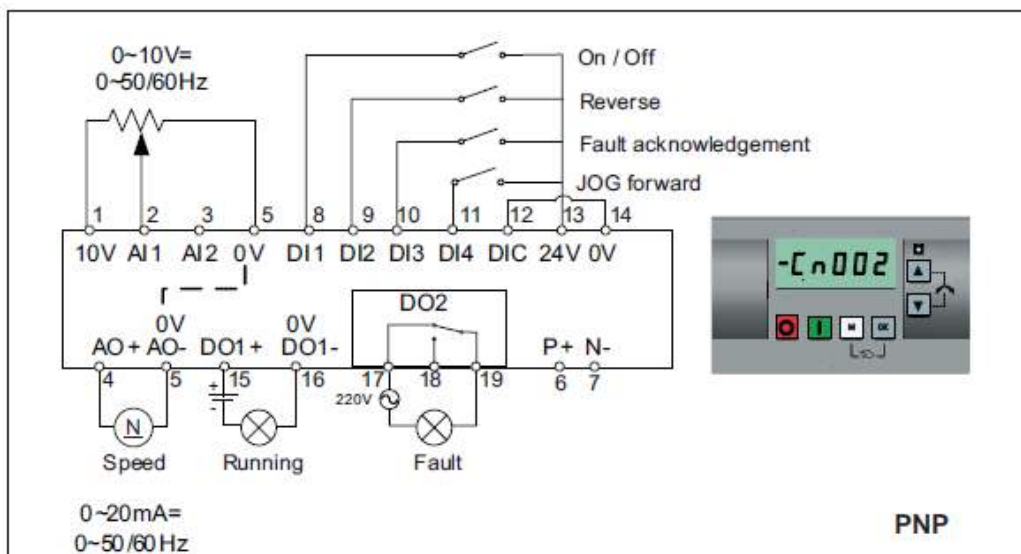 0~10V=
0~50/60Hz
On / Off
Reverse
Fault acknowledgement
JOG forward
1 2 3 5 8 9 10 11 12 13 14
10V AI1 AI2 0V DI1 DI2 DI3 DI4 DIC 24V 0V
-Cn002
DO2
0V 0V
AO+ AO- DO1+ DO1- P+ N-
4 5 15 16 17 18 19 6 7
+
-
220V
N
M OK
Speed Running Fault
0~20mA=
0~50/60Hz
PNP